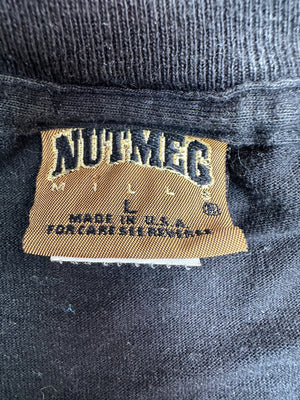 NUTMEG
MILLS
L ®
MADE IN U.S.A
FOR CARE SEE REVERSE